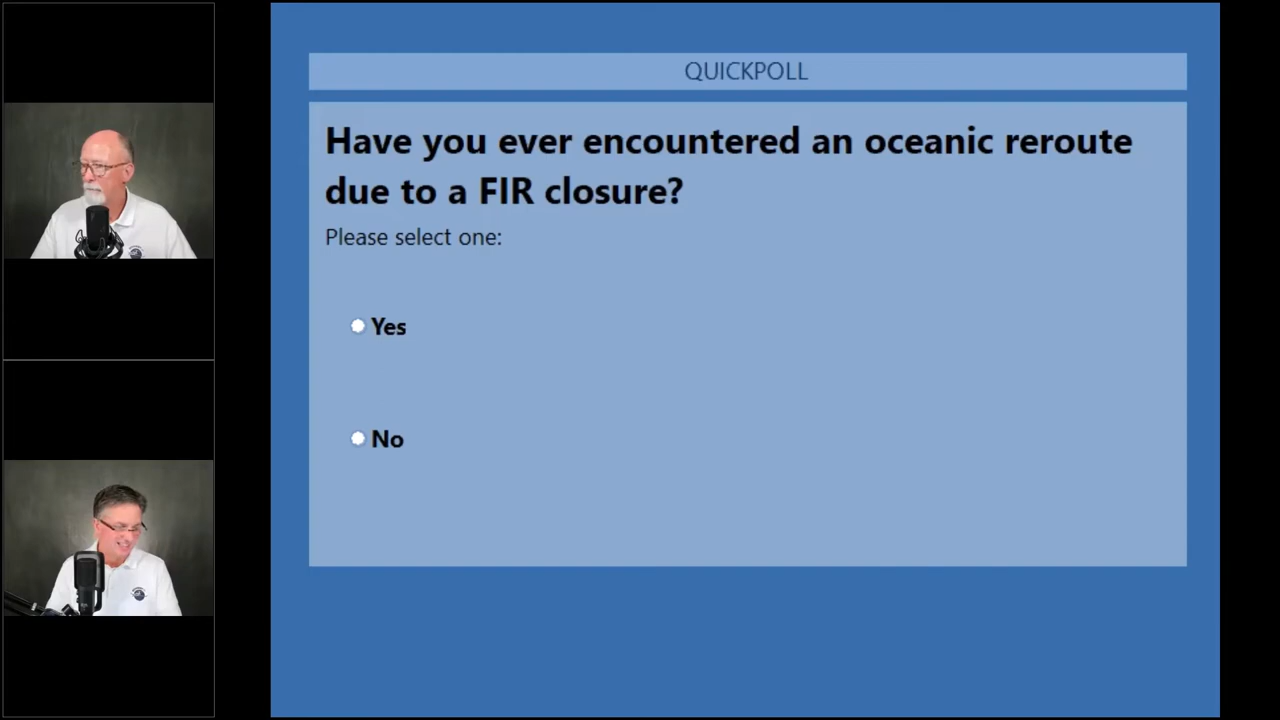 QUICKPOLL
Have you ever encountered an oceanic reroute
due to a FIR closure?
Please select one:
Yes
No